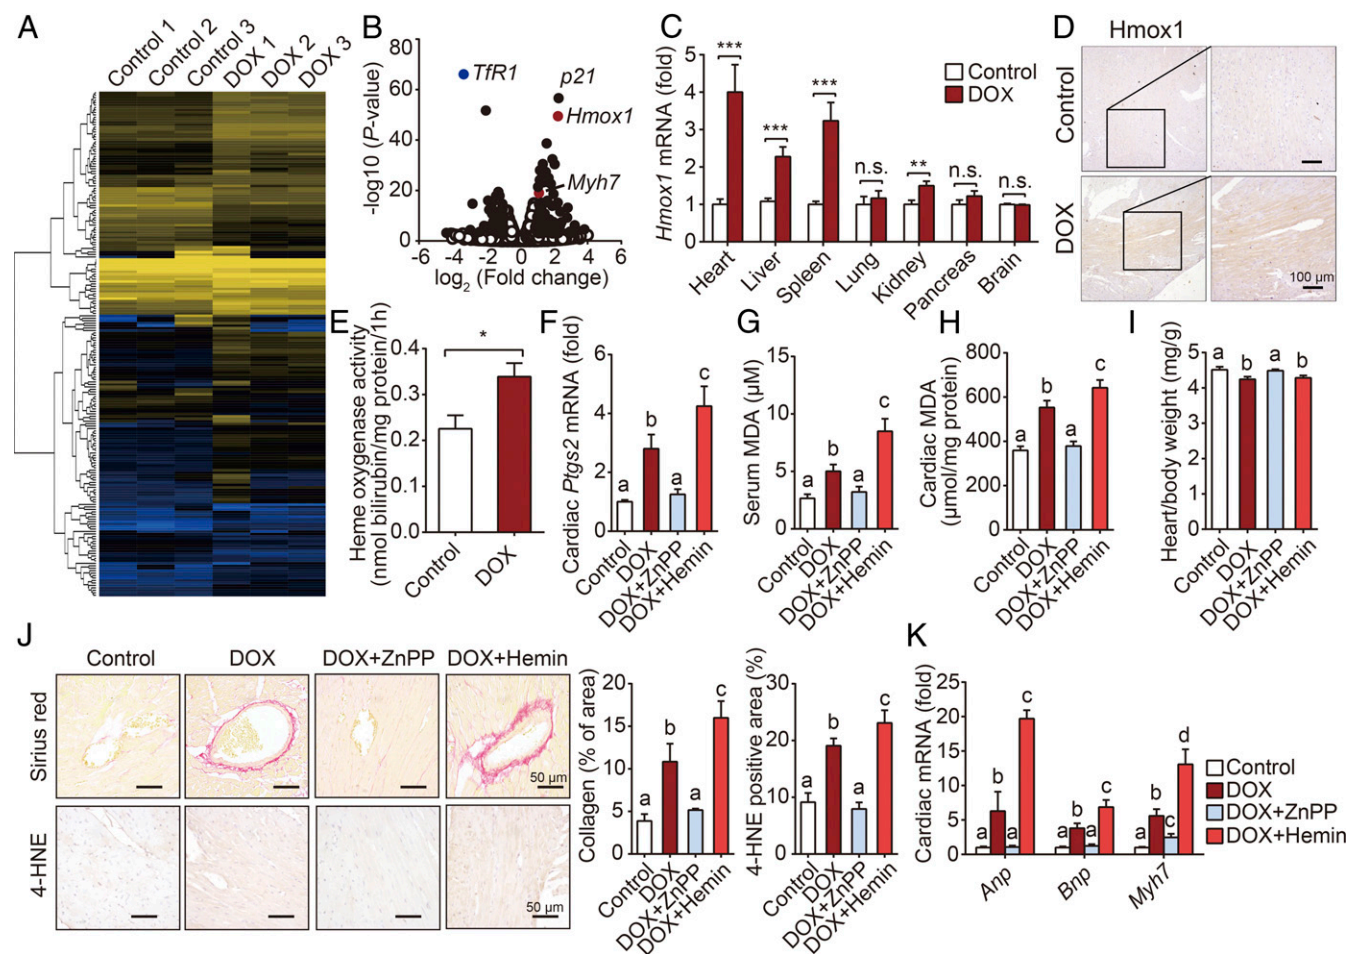 A
Control 1
Control 2
Control 3
DOX 1
DOX 2
DOX 3
B
-log10 (P-value)
80
60
40
20
0
TfR1
p21
Hmox1
Myh7
-6
-4
-2
0
2
4
6
log2 (Fold change)
C
Hmox1 mRNA (fold)
5
4
3
2
1
0
***
***
***
n.s.
**
n.s.
n.s.
Control
DOX
Heart
Liver
Spleen
Lung
Kidney
Pancreas
Brain
D
Hmox1
Control
DOX
100 µm
E
Heme oxygenase activity
(nmol bilirubin/mg protein/1h)
0.4
0.3
0.2
0.1
0.0
*
Control
DOX
F
Cardiac Ptgs2 mRNA (fold)
6
4
2
0
a
b
a
c
Control
DOX
DOX+ZnPP
DOX+Hemin
G
Serum MDA (µM)
15
10
5
0
a
b
a
c
Control
DOX
DOX+ZnPP
DOX+Hemin
H
Cardiac MDA
(µmol/mg protein)
800
600
400
200
0
a
b
a
c
Control
DOX
DOX+ZnPP
DOX+Hemin
I
Heart/body weight (mg/g)
5
4
3
2
1
0
a
b
a
b
Control
DOX
DOX+ZnPP
DOX+Hemin
J
Control
DOX
DOX+ZnPP
DOX+Hemin
Sirius red
50 µm
4-HNE
50 µm
Collagen (% of area)
20
15
10
5
0
a
b
a
c
Control
DOX
DOX+ZnPP
DOX+Hemin
4-HNE positive area (%)
30
20
10
0
a
b
a
c
Control
DOX
DOX+ZnPP
DOX+Hemin
K
Cardiac mRNA (fold)
25
20
15
10
5
0
a
b
a
c
a
b
a
c
a
b
c
d
Anp
Bnp
Myh7
Control
DOX
DOX+ZnPP
DOX+Hemin